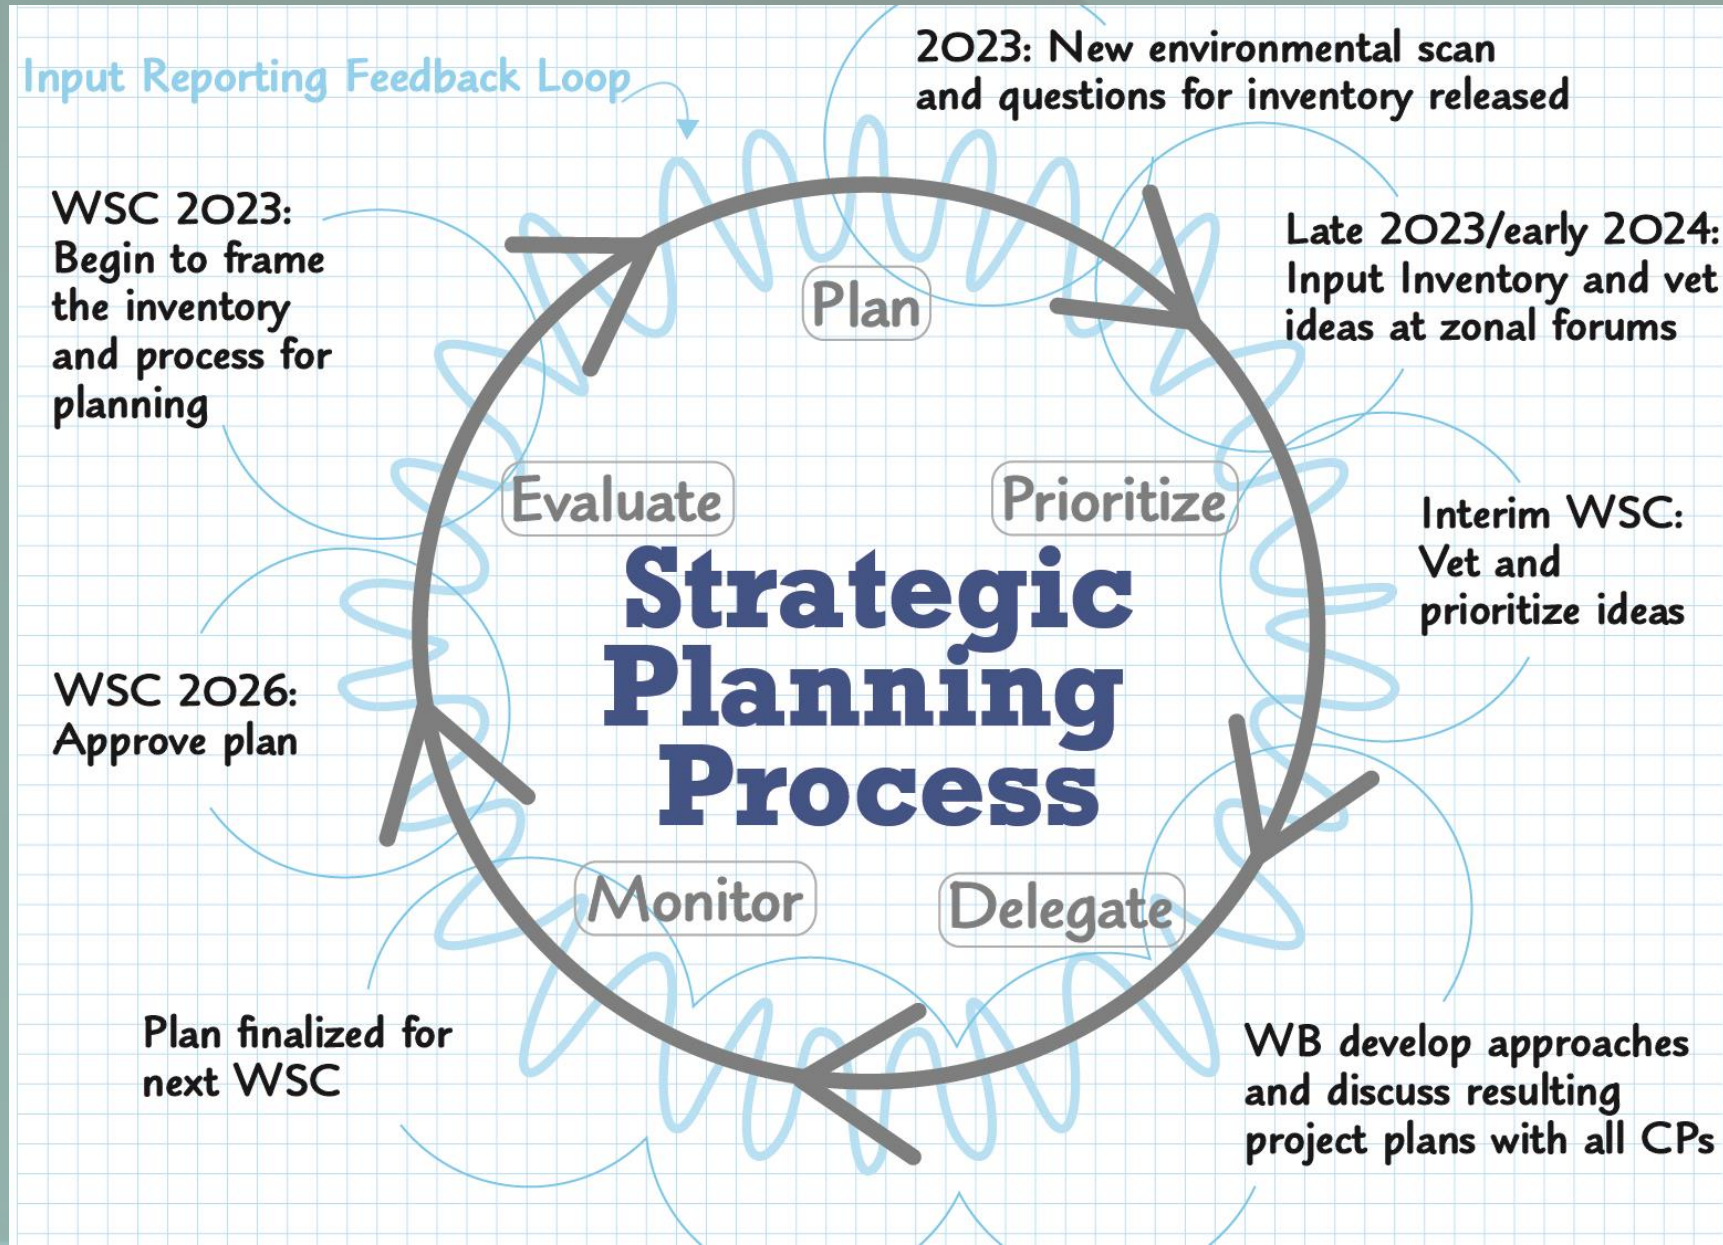 Input Reporting Feedback Loop
2023: New environmental scan
and questions for inventory released
WSC 2023:
Begin to frame
the inventory
and process for
planning
Late 2023/early 2024:
Input Inventory and vet
ideas at zonal forums
Plan
Evaluate
Prioritize
Interim WSC:
Vet and
prioritize ideas
Strategic
Planning
Process
WSC 2026:
Approve plan
Monitor
Delegate
Plan finalized for
next WSC
WB develop approaches
and discuss resulting
project plans with all CPs